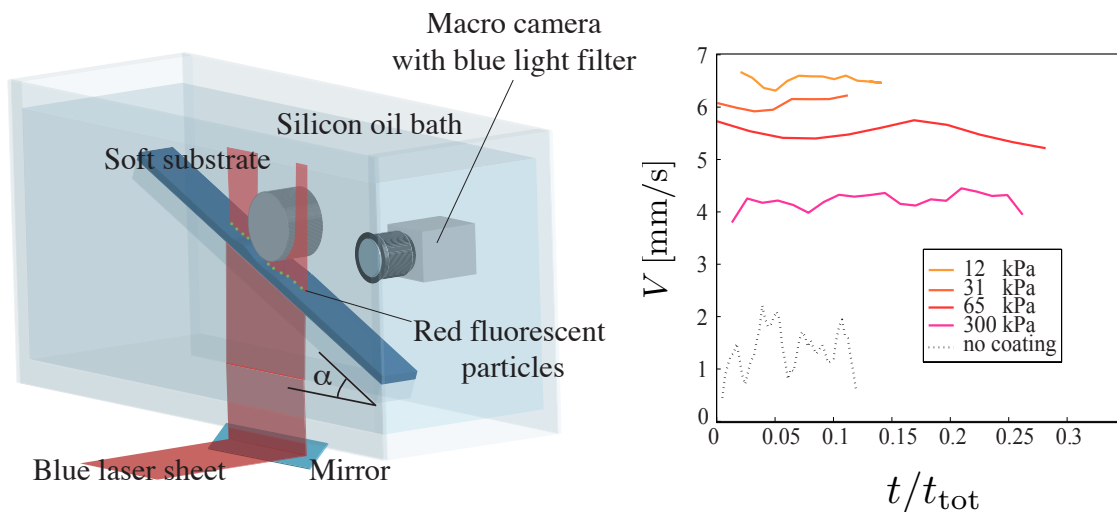 Macro camera
with blue light filter
Silicon oil bath
Soft substrate
Red fluorescent
particles
α
Blue laser sheet
Mirror
V [mm/s]
7
6
5
4
3
2
1
0
0
0.05
0.1
0.15
0.2
0.25
0.3
t/t_tot
12 kPa
31 kPa
65 kPa
300 kPa
no coating